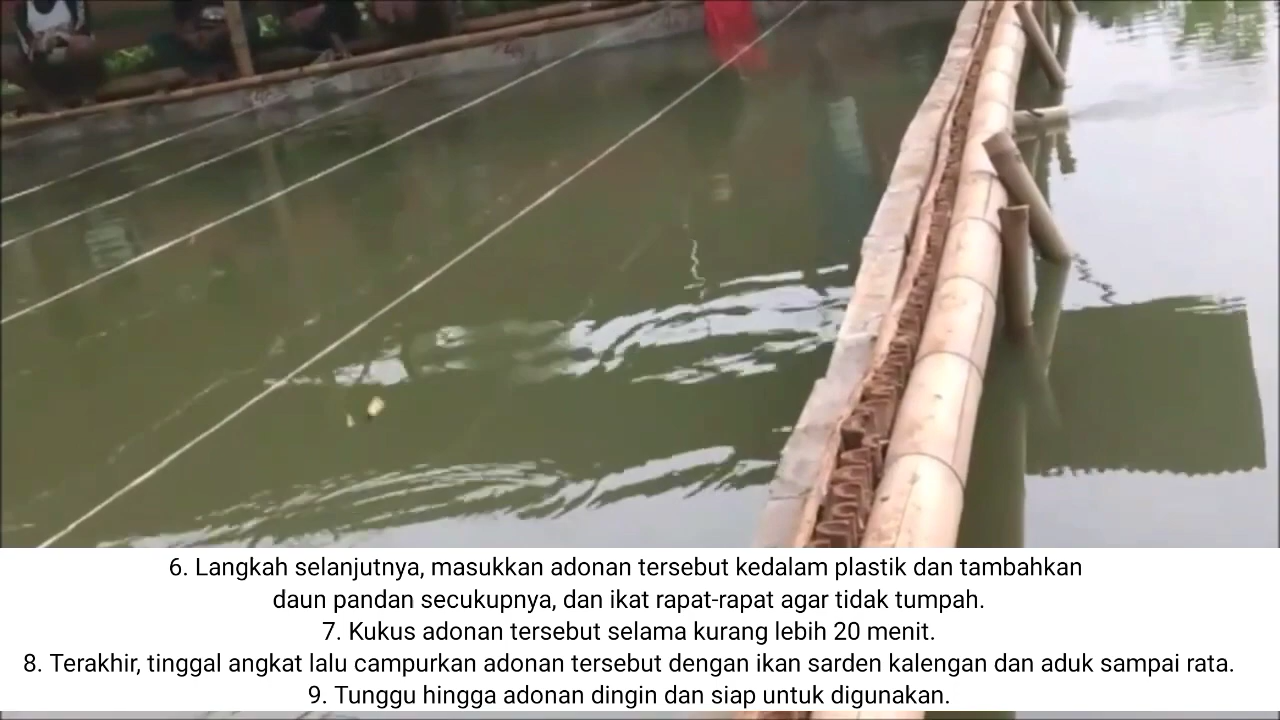 6. Langkah selanjutnya, masukkan adonan tersebut kedalam plastik dan tambahkan
daun pandan secukupnya, dan ikat rapat-rapat agar tidak tumpah.
7. Kukus adonan tersebut selama kurang lebih 20 menit.
8. Terakhir, tinggal angkat lalu campurkan adonan tersebut dengan ikan sarden kalengan dan aduk sampai rata.
9. Tunggu hingga adonan dingin dan siap untuk digunakan.